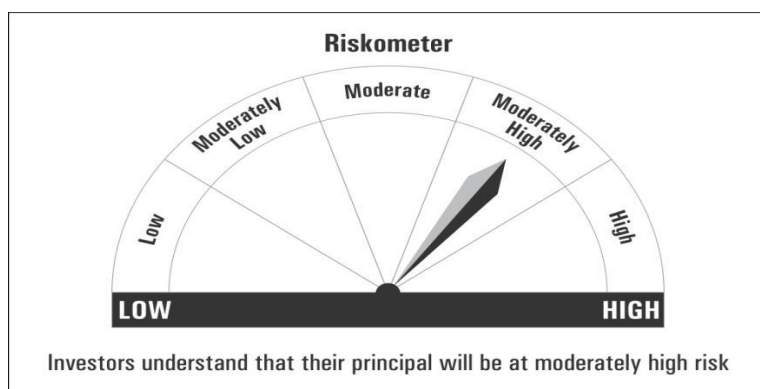 Riskometer
Low
Moderately
Low
Moderate
Moderately
High
High
LOW
HIGH
Investors understand that their principal will be at moderately high risk